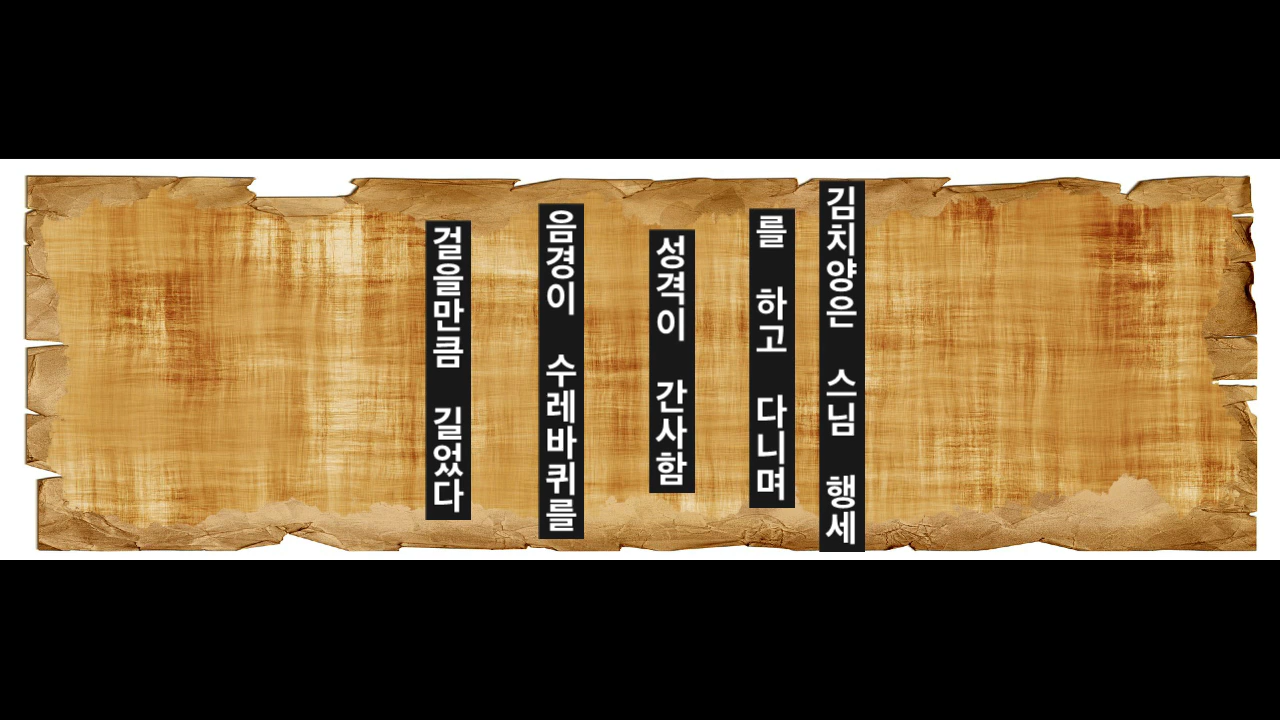 김치양은 스님 행세
를 하고 다니며
성격이 간사함
음경이 수레바퀴를
걸을만큼 길었다